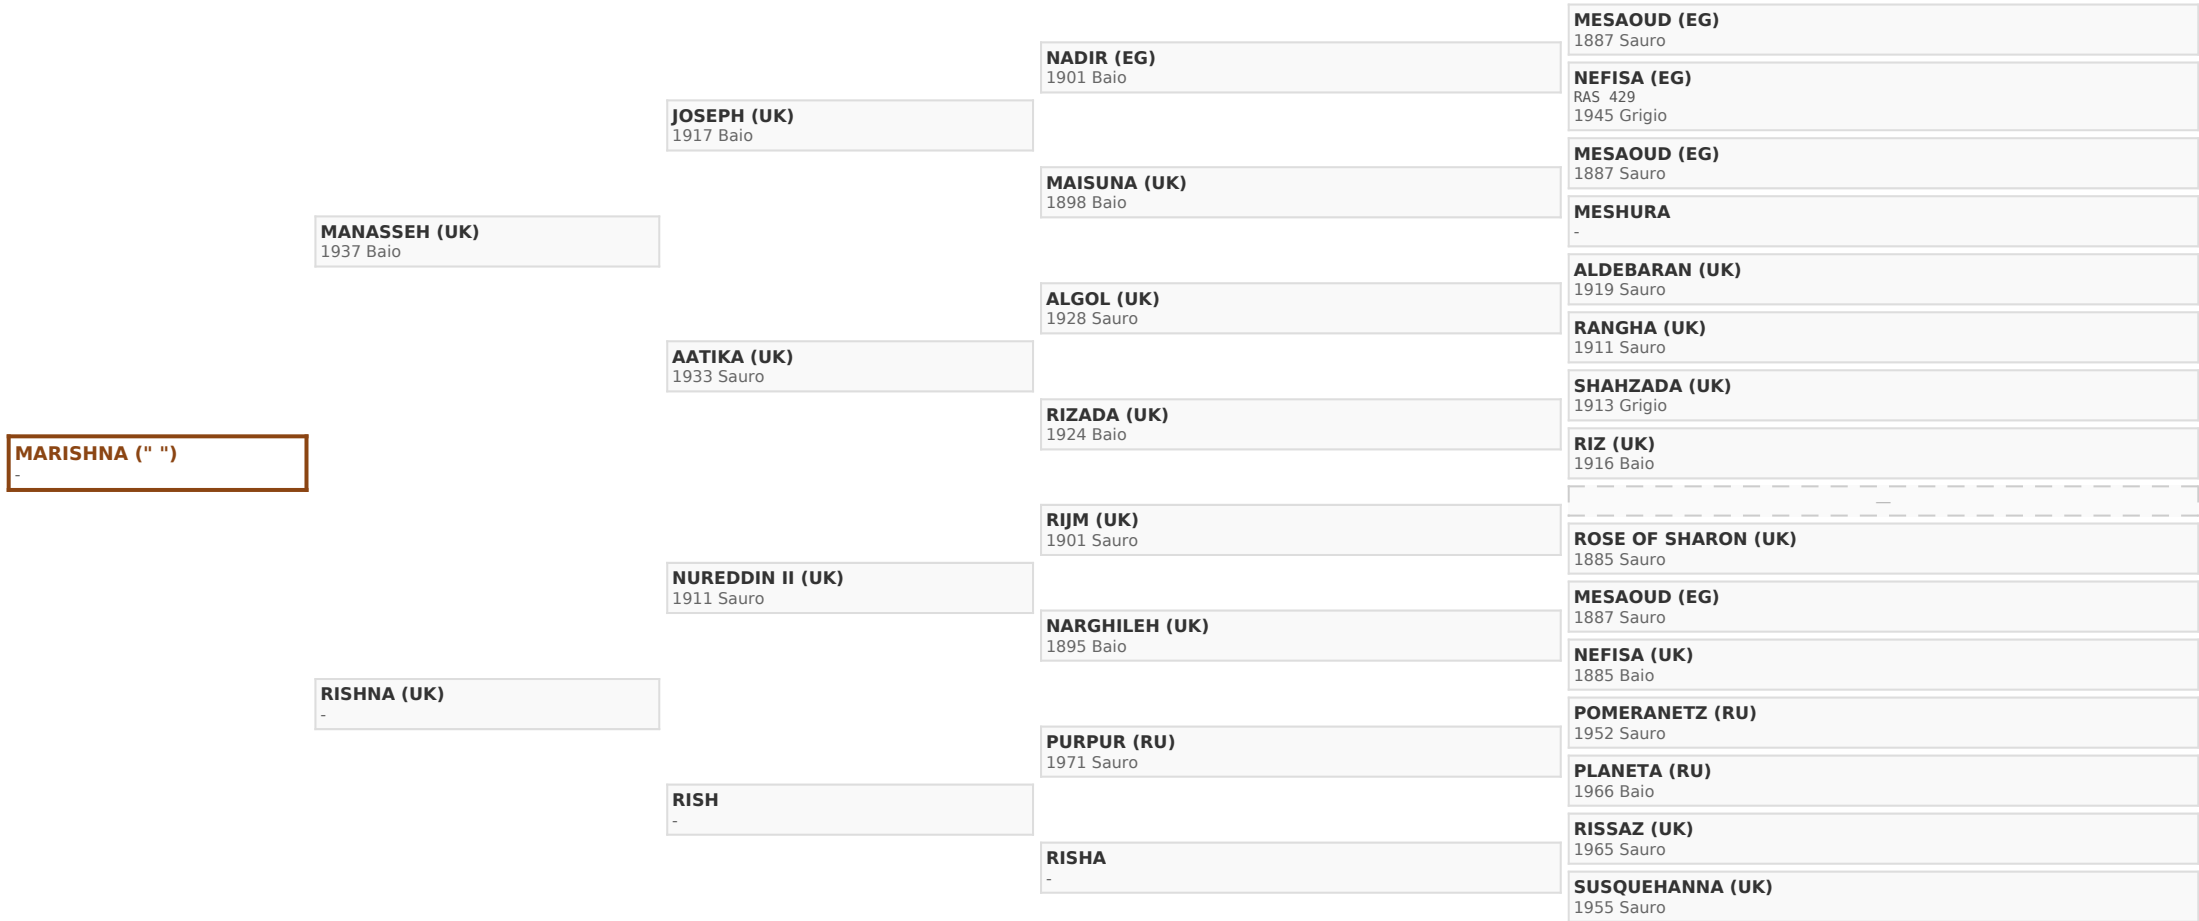 MARISHNA (" ")
-
MANASSEH (UK)
1937 Baio
RISHNA (UK)
-
JOSEPH (UK)
1917 Baio
AATIKA (UK)
1933 Sauro
NUREDDIN II (UK)
1911 Sauro
RISH
-
NADIR (EG)
1901 Baio
MAISUNA (UK)
1898 Baio
ALGOL (UK)
1928 Sauro
RIZADA (UK)
1924 Baio
RIJM (UK)
1901 Sauro
NARGHILEH (UK)
1895 Baio
PURPUR (RU)
1971 Sauro
RISHA
-
MESAOUD (EG)
1887 Sauro
NEFISA (EG)
RAS 429
1945 Grigio
MESAOUD (EG)
1887 Sauro
MESHURA
-
ALDEBARAN (UK)
1919 Sauro
RANGHA (UK)
1911 Sauro
SHAHZADA (UK)
1913 Grigio
RIZ (UK)
1916 Baio
—
ROSE OF SHARON (UK)
1885 Sauro
MESAOUD (EG)
1887 Sauro
NEFISA (UK)
1885 Baio
POMERANETZ (RU)
1952 Sauro
PLANETA (RU)
1966 Baio
RISSAZ (UK)
1965 Sauro
SUSQUEHANNA (UK)
1955 Sauro